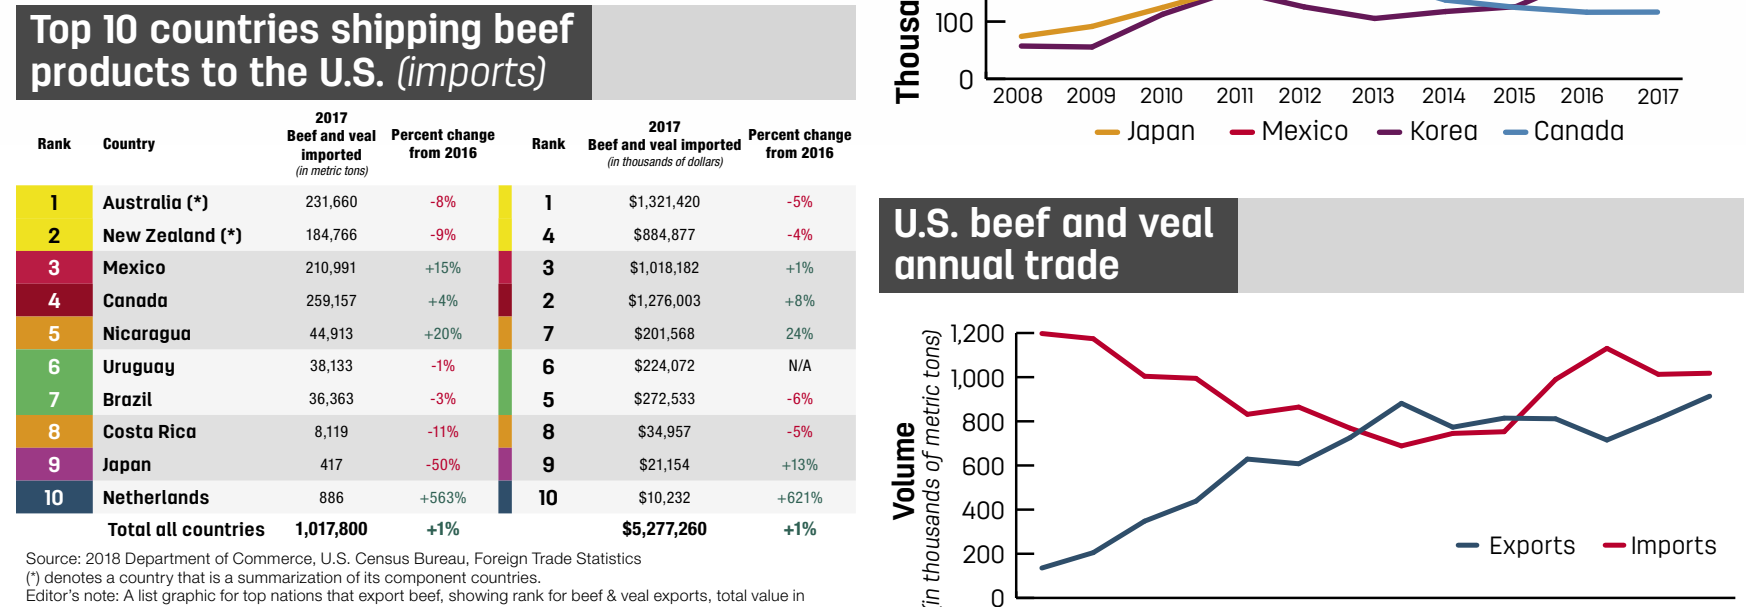 Top 10 countries shipping beef
products to the U.S. (imports)
Rank Country 2017 Beef and veal imported (in metric tons) Percent change from 2016 Rank 2017 Beef and veal imported (in thousands of dollars) Percent change from 2016
1 Australia (*) 231,660 -8% 1 $1,321,420 -5%
2 New Zealand (*) 184,766 -9% 4 $884,877 -4%
3 Mexico 210,991 +15% 3 $1,018,182 +1%
4 Canada 259,157 +4% 2 $1,276,003 +8%
5 Nicaragua 44,913 +20% 7 $201,568 24%
6 Uruguay 38,133 -1% 6 $224,072 N/A
7 Brazil 36,363 -3% 5 $272,533 -6%
8 Costa Rica 8,119 -11% 8 $34,957 -5%
9 Japan 417 -50% 9 $21,154 +13%
10 Netherlands 886 +563% 10 $10,232 +621%
Total all countries 1,017,800 +1% $5,277,260 +1%
Source: 2018 Department of Commerce, U.S. Census Bureau, Foreign Trade Statistics
(*) denotes a country that is a summarization of its component countries.
Editor's note: A list graphic for top nations that export beef, showing rank for beef & veal exports, total value in
100
0
2008 2009 2010 2011 2012 2013 2014 2015 2016 2017
Japan Mexico Korea Canada
U.S. beef and veal
annual trade
Volume
(in thousands of metric tons)
1,200
1,000
800
600
400
200
0
Exports Imports